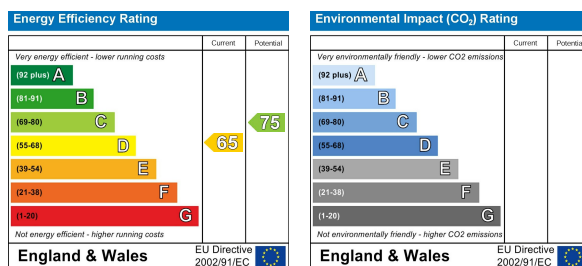 Energy Efficiency Rating
Current Potential
Very energy efficient - lower running costs
(92 plus) A
(81-91) B
(69-80) C
75
(55-68) D
65
(39-54) E
(21-38) F
(1-20) G
Not energy efficient - higher running costs
England & Wales
EU Directive
2002/91/EC
Environmental Impact (CO₂) Rating
Current Potential
Very environmentally friendly - lower CO2 emissions
(92 plus) A
(81-91) B
(69-80) C
(55-68) D
(39-54) E
(21-38) F
(1-20) G
Not environmentally friendly - higher CO2 emissions
England & Wales
EU Directive
2002/91/EC